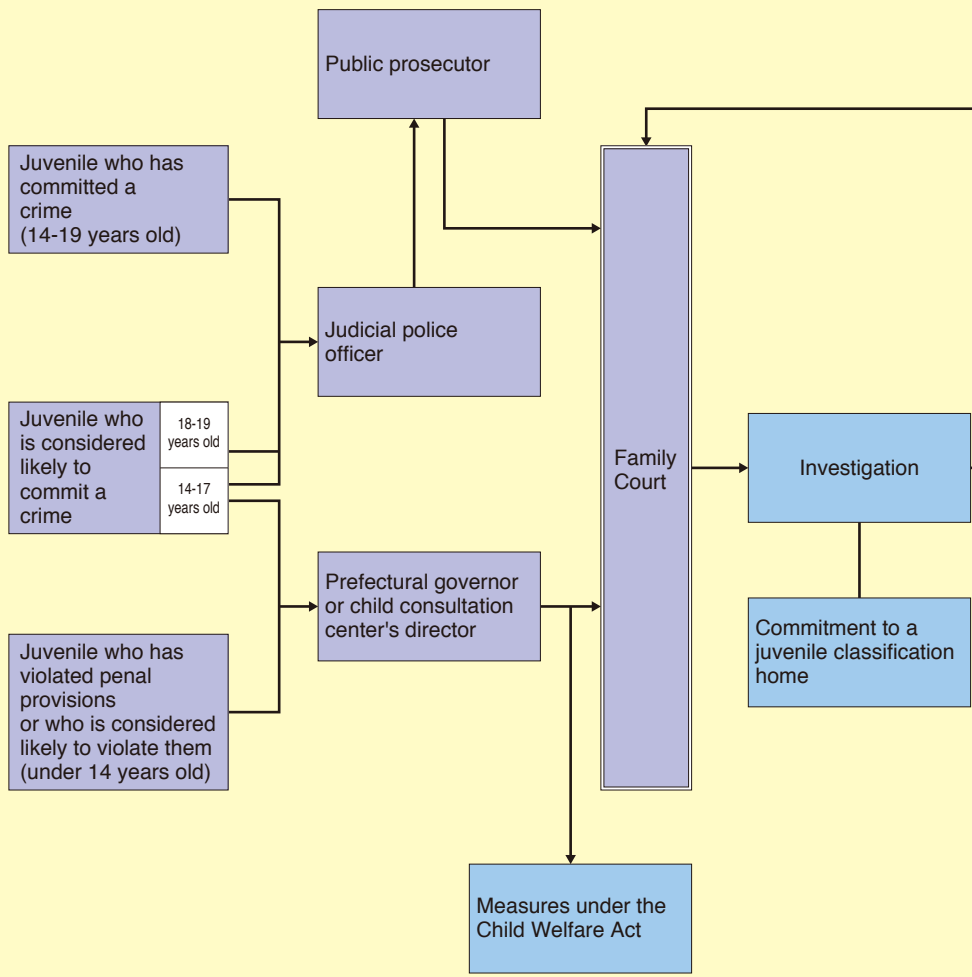 Public prosecutor
Juvenile who has
committed a
crime
(14-19 years old)
Judicial police
officer
Juvenile who
is considered
likely to
commit a
crime
18-19
years old
14-17
years old
Family
Court
Investigation
Prefectural governor
or child consultation
center's director
Commitment to a
juvenile classification
home
Juvenile who has
violated penal
provisions
or who is considered
likely to violate them
(under 14 years old)
Measures under the
Child Welfare Act